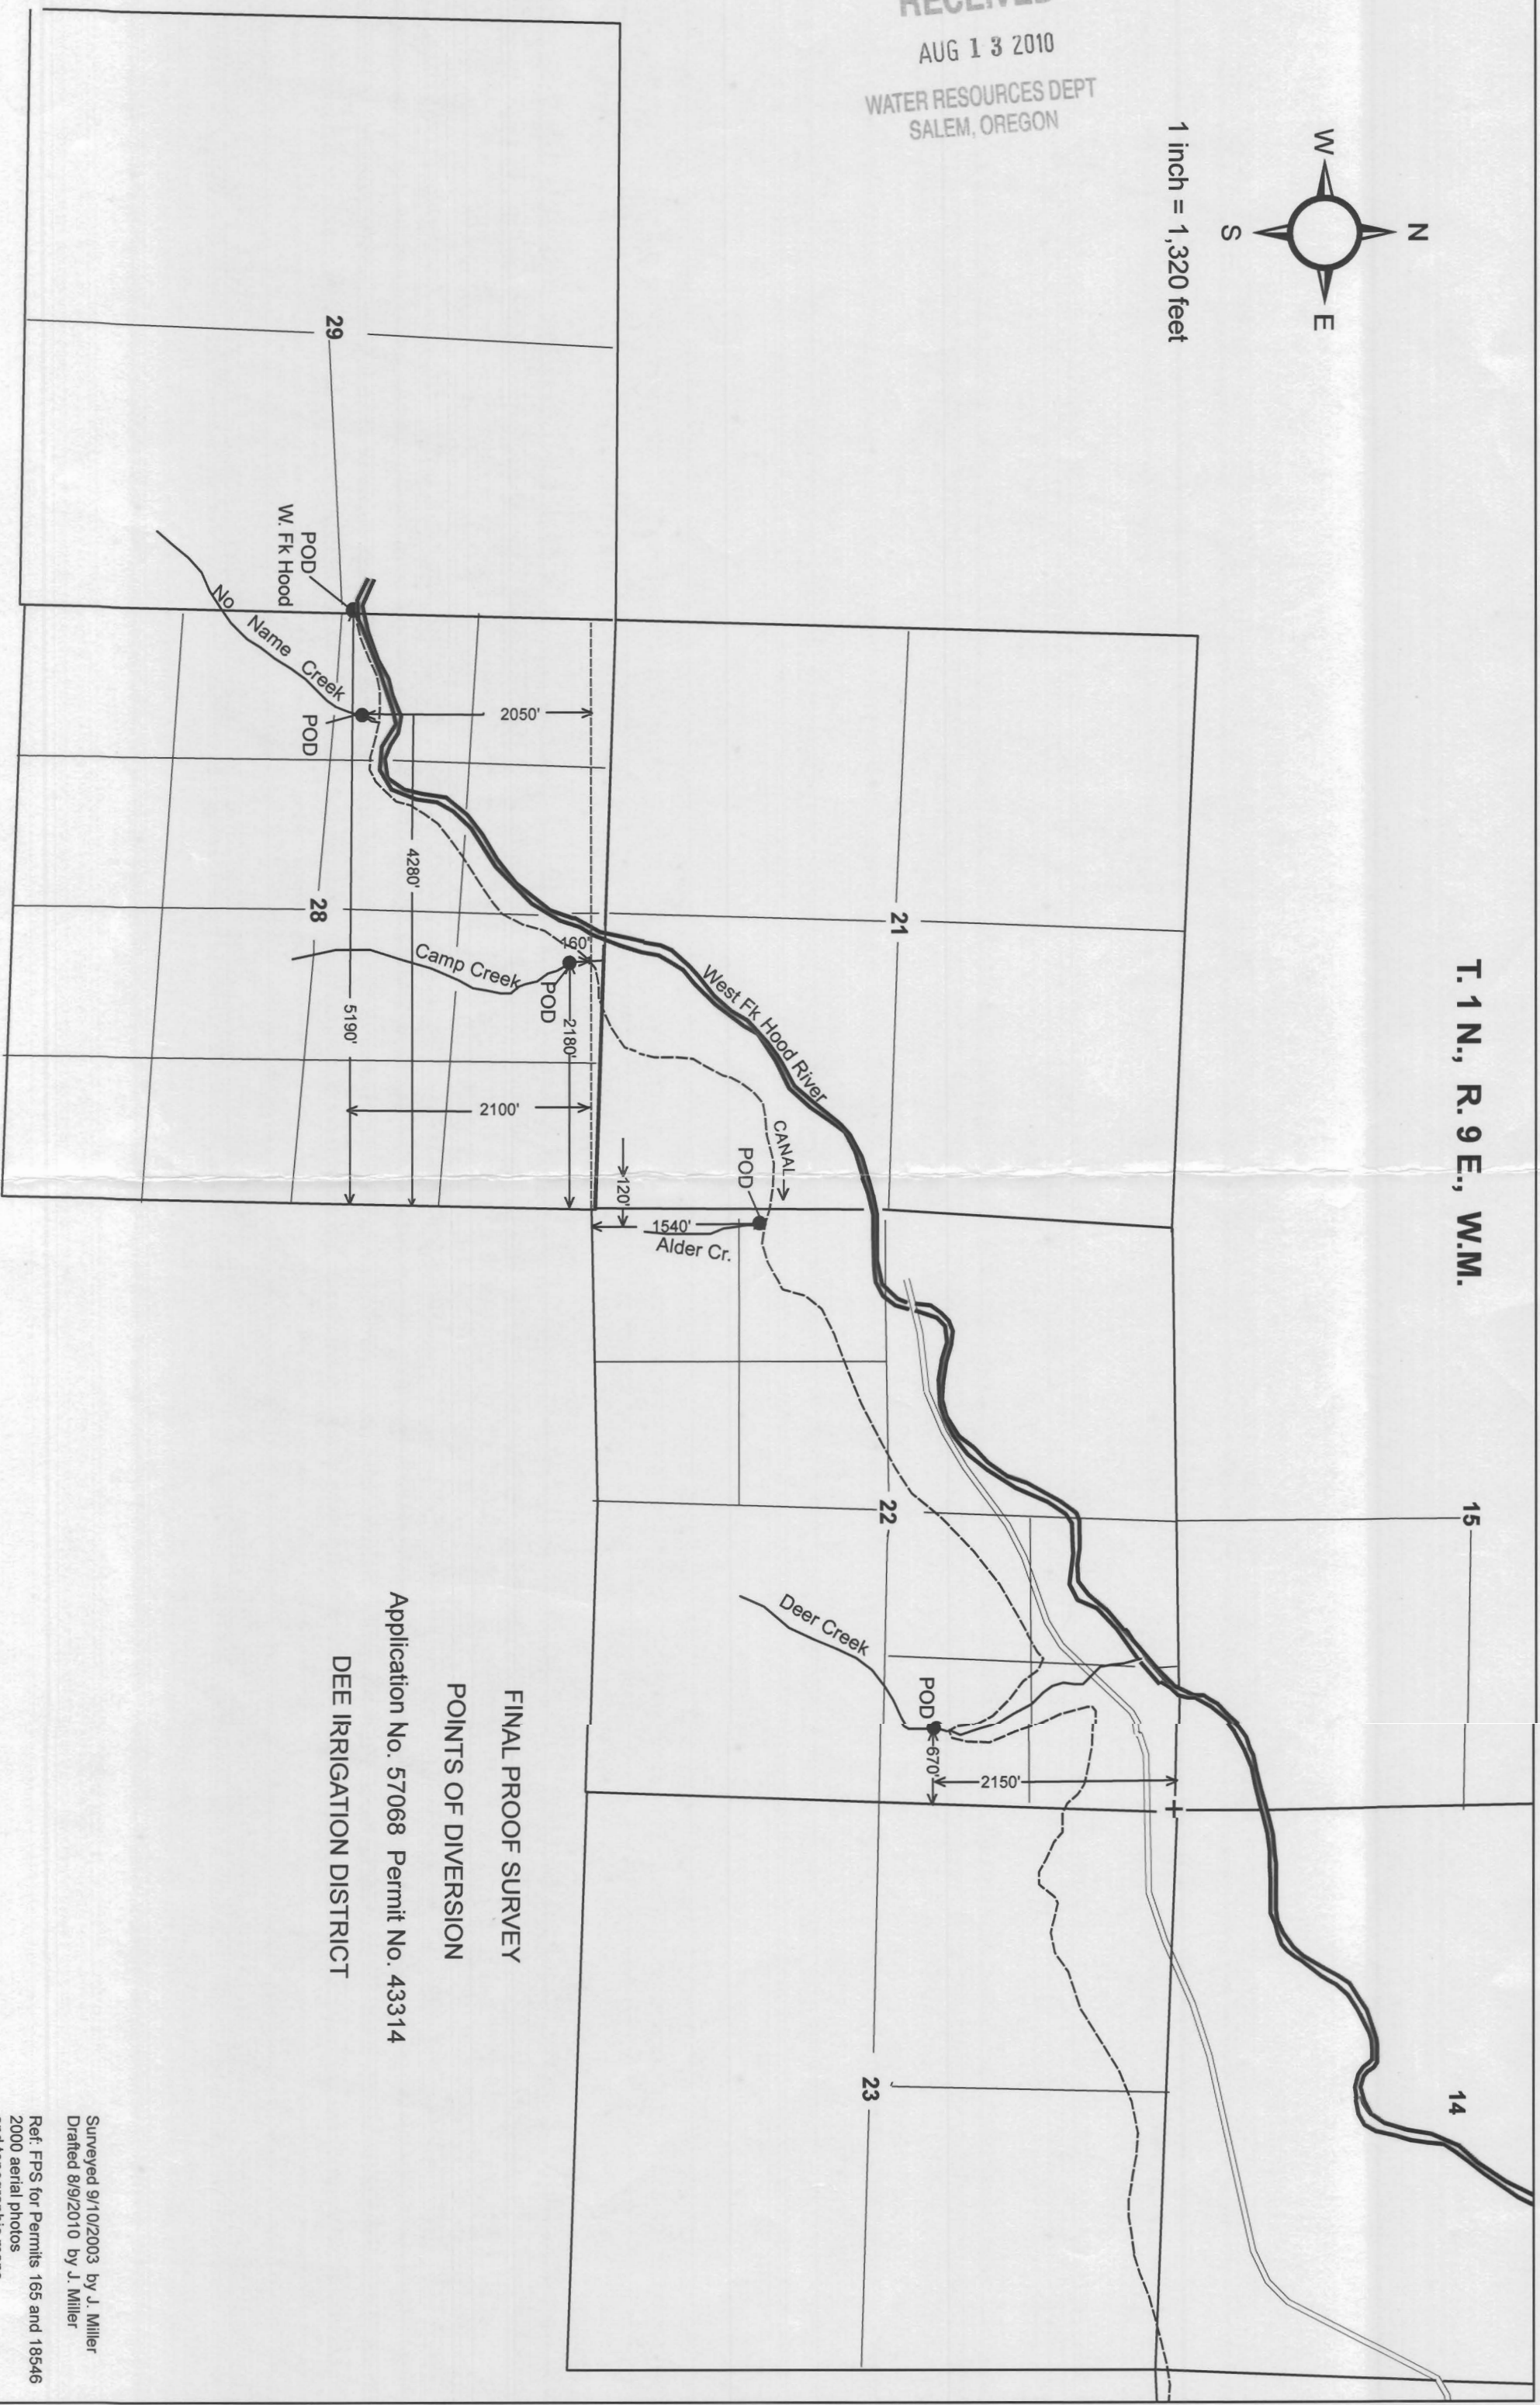 RECEIVED
AUG 13 2010
WATER RESOURCES DEPT
SALEM, OREGON
T. 1 N., R. 9 E., W.M.
N
W
E
S
1 inch = 1,320 feet
15
14
21
22
23
29
28
West Fk Hood River
CANAL
POD
1540'
120'
Alder Cr.
Deer Creek
POD
670'
2150'
POD
W. Fk Hood
No Name Creek
POD
2050'
4280'
5190'
Camp Creek
160'
POD
2180'
2100'
FINAL PROOF SURVEY
POINTS OF DIVERSION
Application No. 57068 Permit No. 43314
DEE IRRIGATION DISTRICT
Surveyed 9/10/2003 by J. Miller
Drafted 8/9/2010 by J. Miller
Ref: FPS for Permits 165 and 18546
2000 aerial photos